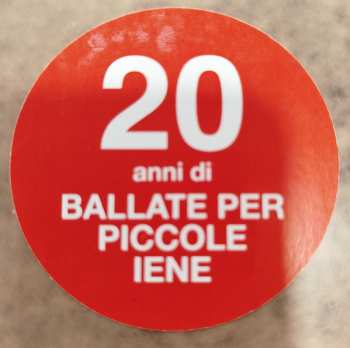 20
anni di
BALLATE PER
PICCOLE
IENE